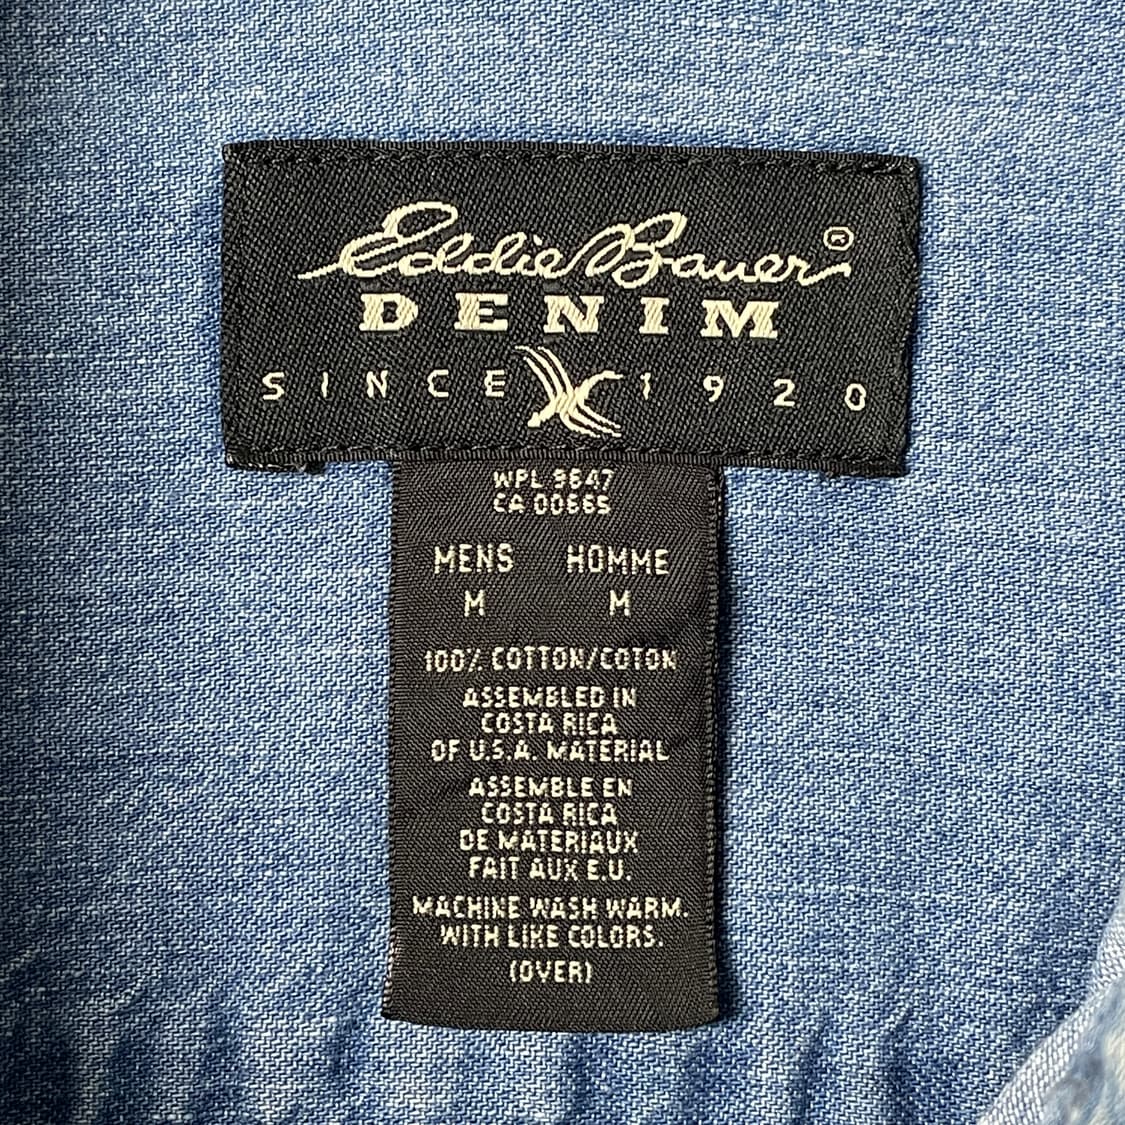 Eddie Bauer®
DENIM
SINCE 1920
WPL 9647
CA 00665
MENS HOMME
M M
100% COTTON/COTON
ASSEMBLED IN
COSTA RICA
OF U.S.A. MATERIAL
ASSEMBLE EN
COSTA RICA
DE MATERIAUX
FAIT AUX E.U.
MACHINE WASH WARM.
WITH LIKE COLORS.
(OVER)